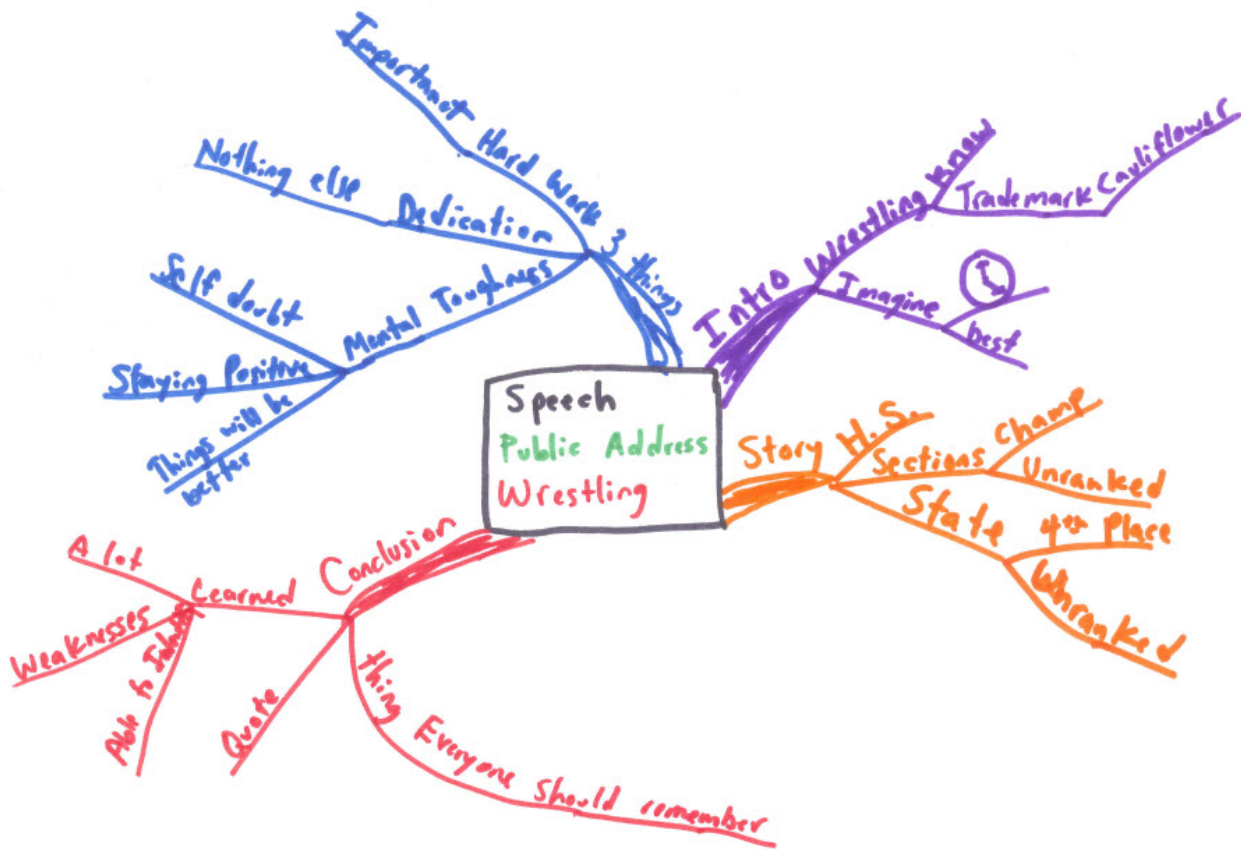 Speech
Public Address
Wrestling
Intro
Wrestling
Know
Trademark
Cauliflower
Imagine
best
Story
H.S.
Sections
Champ
Unranked
State
4th Place
Unranked
Conclusion
Learned
A lot
Weaknesses
Able to
Quote
thing Everyone should remember
3 things
Hard Work
Importanct
Dedication
Nothing else
Mental Toughness
Self doubt
Staying Positive
Things will be
better